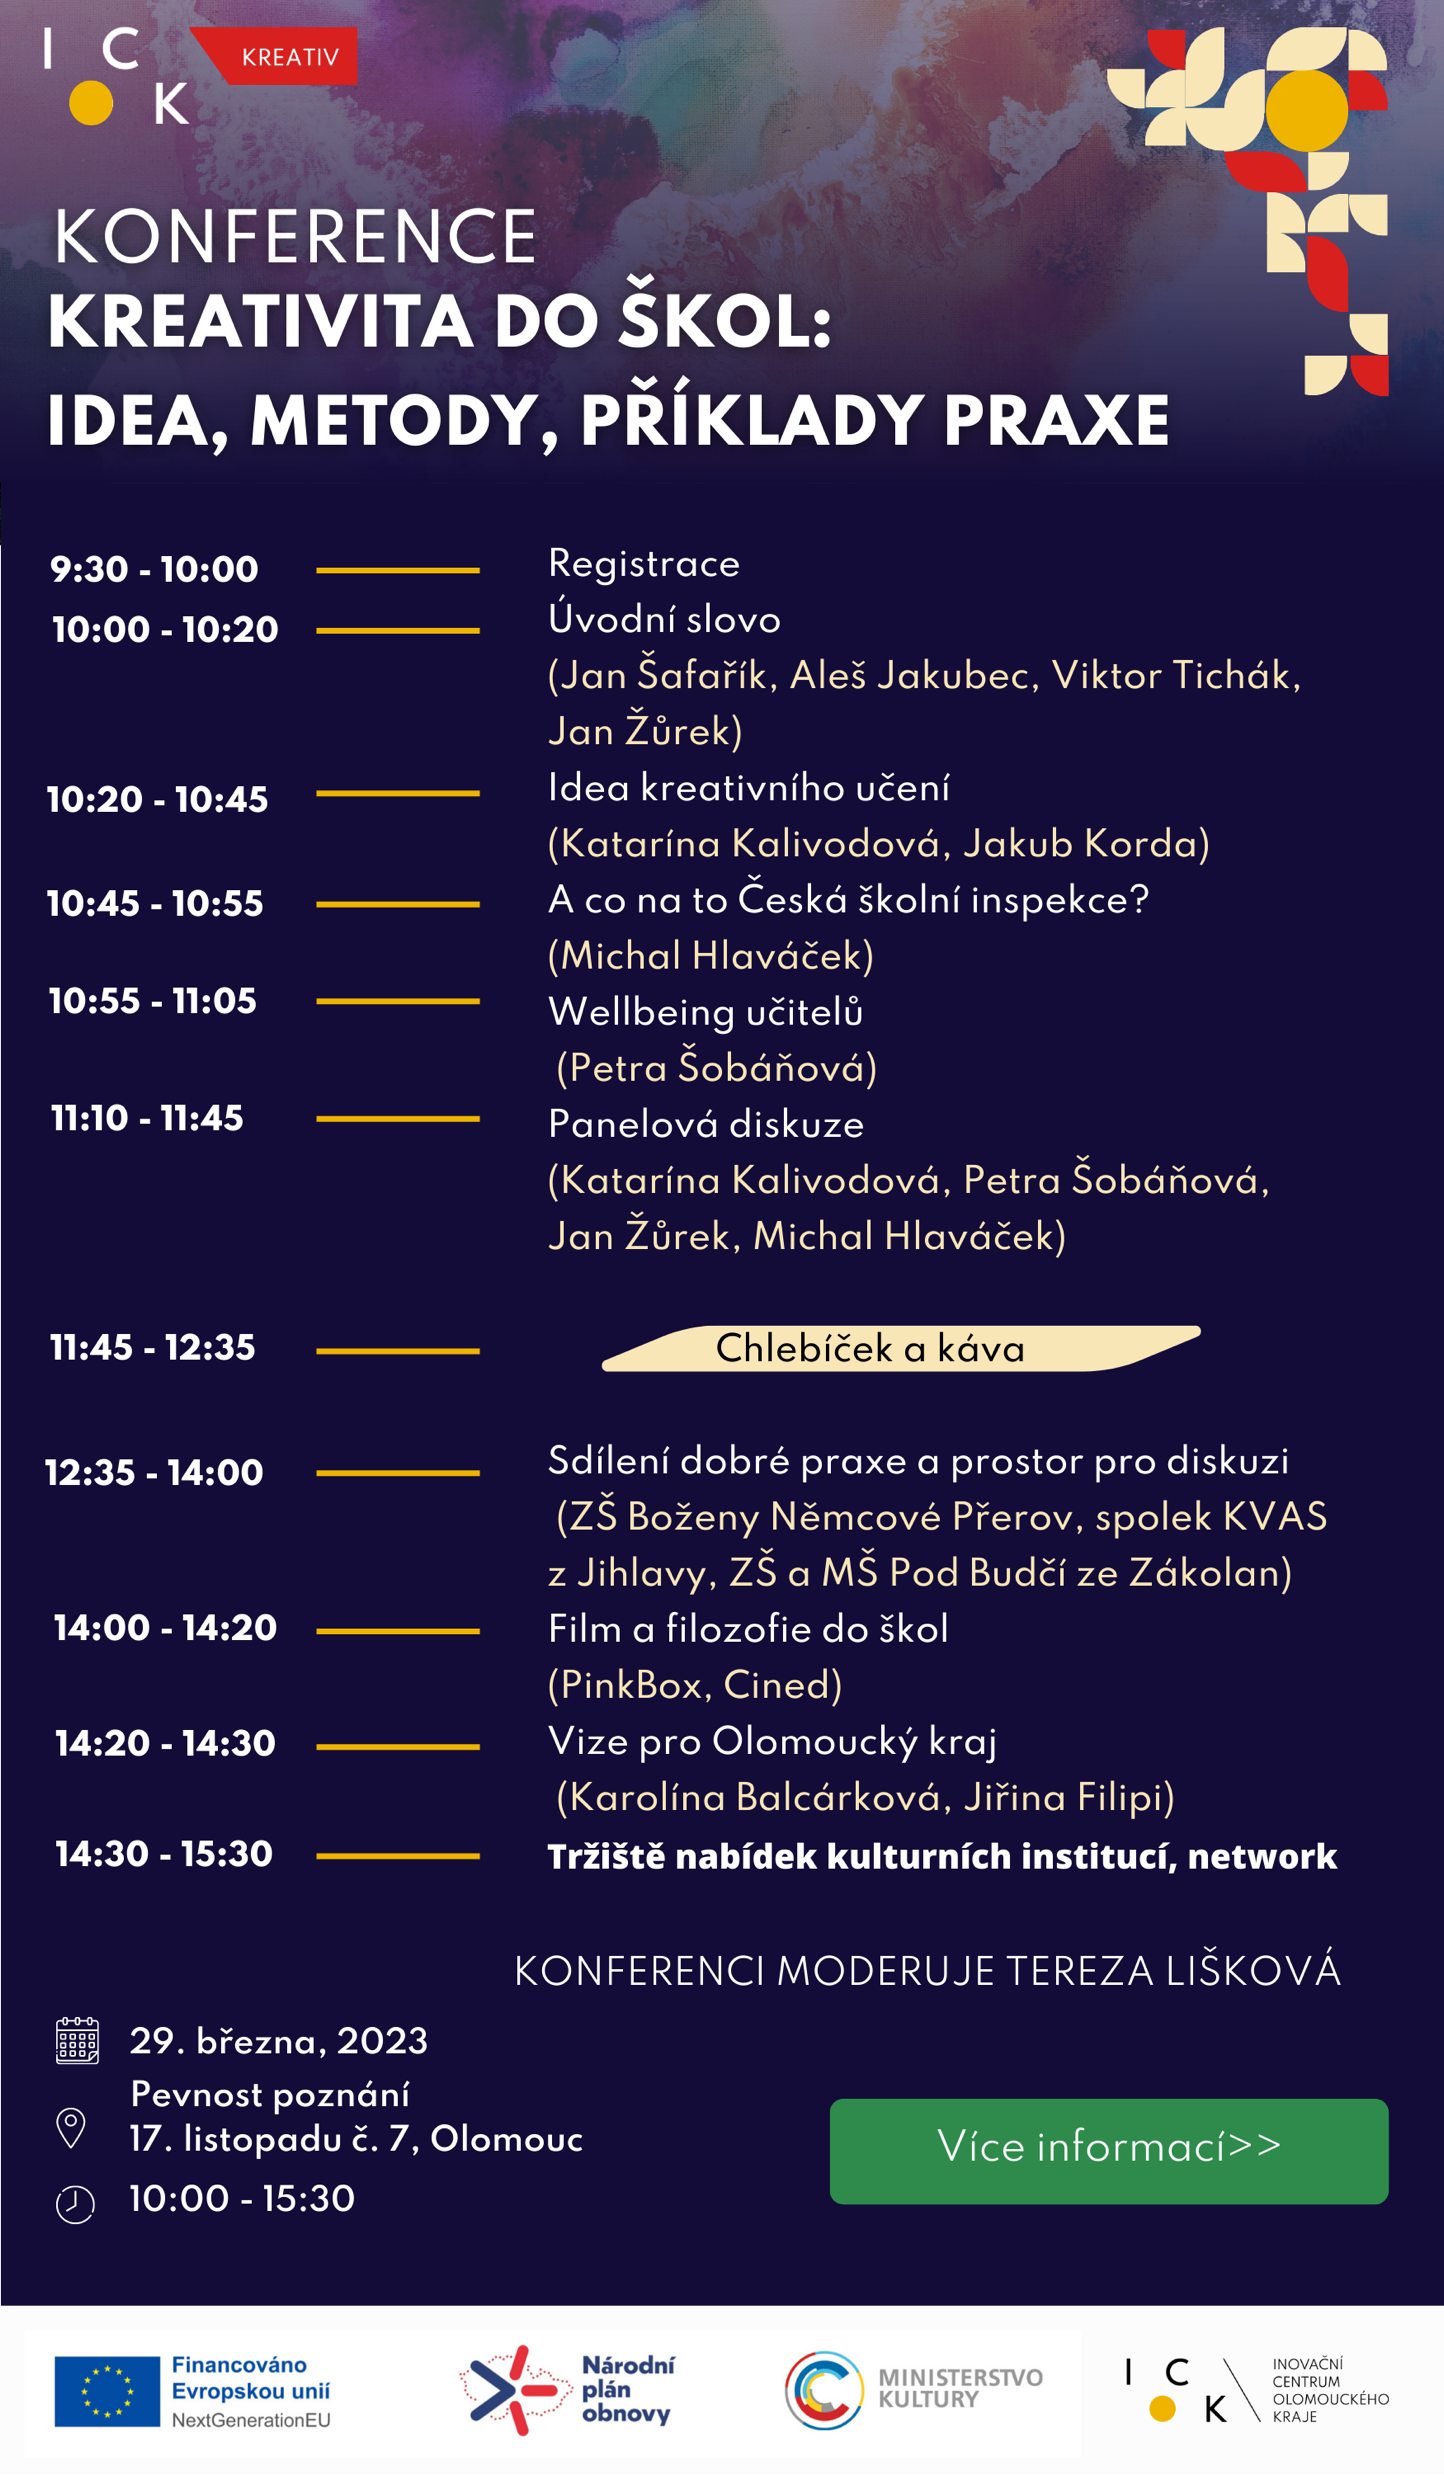 I C
K
KREATIV
KONFERENCE
KREATIVITA DO ŠKOL:
IDEA, METODY, PŘÍKLADY PRAXE
9:30 - 10:00
Registrace
10:00 - 10:20
Úvodní slovo
(Jan Šafařík, Aleš Jakubec, Viktor Tichák,
Jan Žůrek)
10:20 - 10:45
Idea kreativního učení
(Katarína Kalivodová, Jakub Korda)
10:45 - 10:55
A co na to Česká školní inspekce?
(Michal Hlaváček)
10:55 - 11:05
Wellbeing učitelů
(Petra Šobáňová)
11:10 - 11:45
Panelová diskuze
(Katarína Kalivodová, Petra Šobáňová,
Jan Žůrek, Michal Hlaváček)
11:45 - 12:35
Chlebíček a káva
12:35 - 14:00
Sdílení dobré praxe a prostor pro diskuzi
(ZŠ Boženy Němcové Přerov, spolek KVAS
z Jihlavy, ZŠ a MŠ Pod Budčí ze Zákolan)
14:00 - 14:20
Film a filozofie do škol
(PinkBox, Cined)
14:20 - 14:30
Vize pro Olomoucký kraj
(Karolína Balcárková, Jiřina Filipi)
14:30 - 15:30
Tržiště nabídek kulturních institucí, network
KONFERENCI MODERUJE TEREZA LIŠKOVÁ
29. března, 2023
Pevnost poznání
17. listopadu č. 7, Olomouc
10:00 - 15:30
Více informací>>
Financováno
Evropskou unií
NextGenerationEU
Národní
plán
obnovy
MINISTERSTVO
KULTURY
I C
K
INOVAČNÍ
CENTRUM
OLOMOUCKÉHO
KRAJE